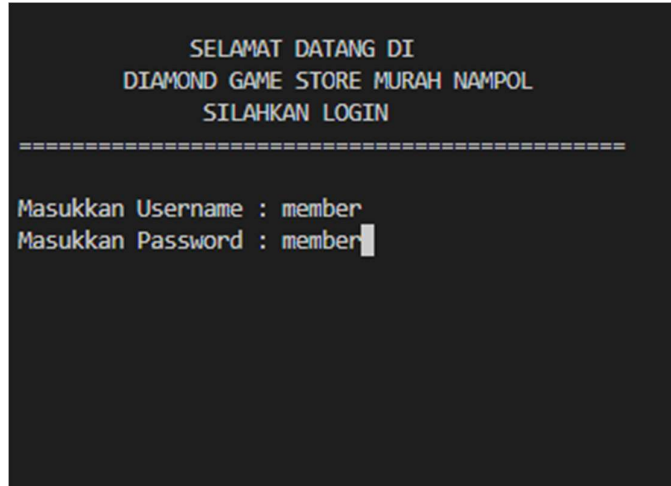 SELAMAT DATANG DI
DIAMOND GAME STORE MURAH NAMPOL
SILAHKAN LOGIN
==============================================
Masukkan Username : member
Masukkan Password : member